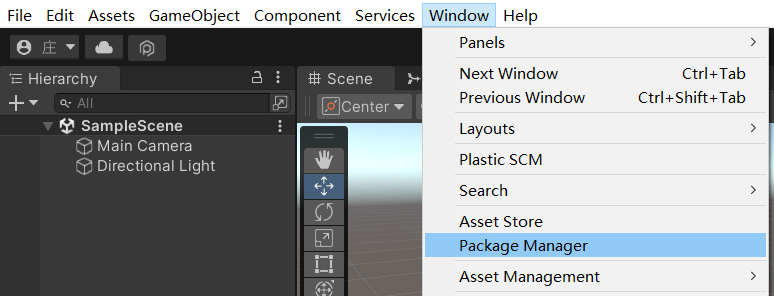 File Edit Assets GameObject Component Services Window Help
庄
Hierarchy
All
SampleScene
Main Camera
Directional Light
Scene
Center
Panels
Next Window Ctrl+Tab
Previous Window Ctrl+Shift+Tab
Layouts
Plastic SCM
Search
Asset Store
Package Manager
Asset Management